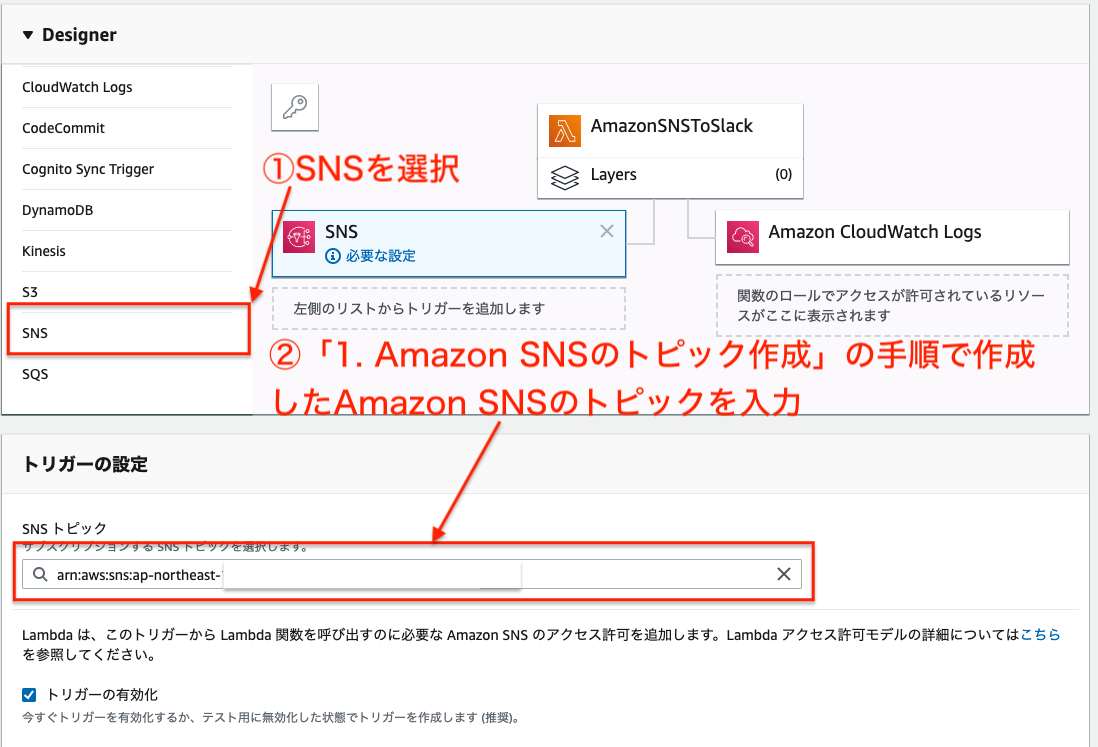 ▼ Designer
CloudWatch Logs
CodeCommit
Cognito Sync Trigger
DynamoDB
Kinesis
S3
SNS
SQS
AmazonSNSToSlack
Layers (0)
①SNSを選択
SNS
必要な設定
左側のリストからトリガーを追加します
Amazon CloudWatch Logs
関数のロールでアクセスが許可されているリソー
スがここに表示されます
②「1. Amazon SNSのトピック作成」の手順で作成
したAmazon SNSのトピックを入力
トリガーの設定
SNS トピック
サブスクリプションする SNS トピックを選択します。
arn:aws:sns:ap-northeast-
Lambda は、このトリガーから Lambda 関数を呼び出すのに必要な Amazon SNS のアクセス許可を追加します。Lambda アクセス許可モデルの詳細についてはこちら
を参照してください。
トリガーの有効化
今すぐトリガーを有効化するか、テスト用に無効化した状態でトリガーを作成します (推奨)。